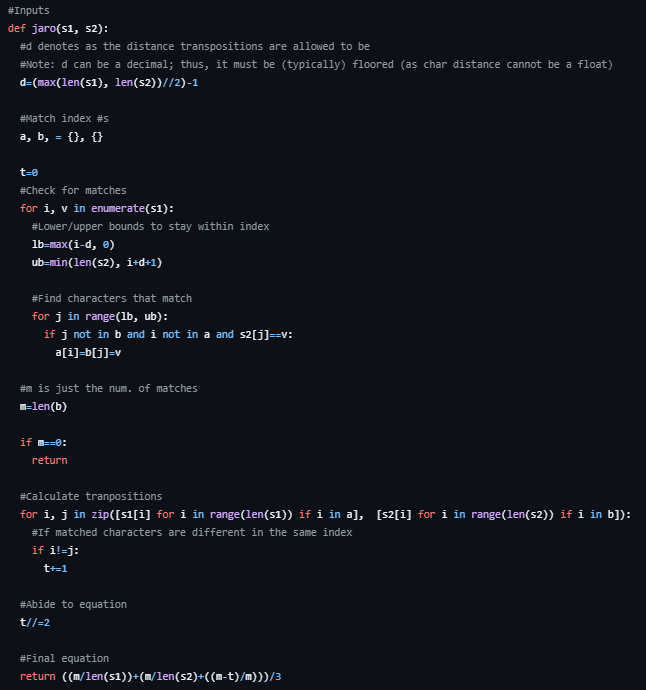 #Inputs
def jaro(s1, s2):
  #d denotes as the distance transpositions are allowed to be
  #Note: d can be a decimal; thus, it must be (typically) floored (as char distance cannot be a float)
  d=(max(len(s1), len(s2))//2)-1

  #Match index #s
  a, b, = {}, {}

  t=0
  #Check for matches
  for i, v in enumerate(s1):
    #Lower/upper bounds to stay within index
    lb=max(i-d, 0)
    ub=min(len(s2), i+d+1)

    #Find characters that match
    for j in range(lb, ub):
      if j not in b and i not in a and s2[j]==v:
        a[i]=b[j]=v

  #m is just the num. of matches
  m=len(b)

  if m==0:
    return

  #Calculate tranpositions
  for i, j in zip([s1[i] for i in range(len(s1)) if i in a],  [s2[i] for i in range(len(s2)) if i in b]):
    #If matched characters are different in the same index
    if i!=j:
      t+=1

  #Abide to equation
  t//=2

  #Final equation
  return ((m/len(s1))+(m/len(s2)+((m-t)/m)))/3